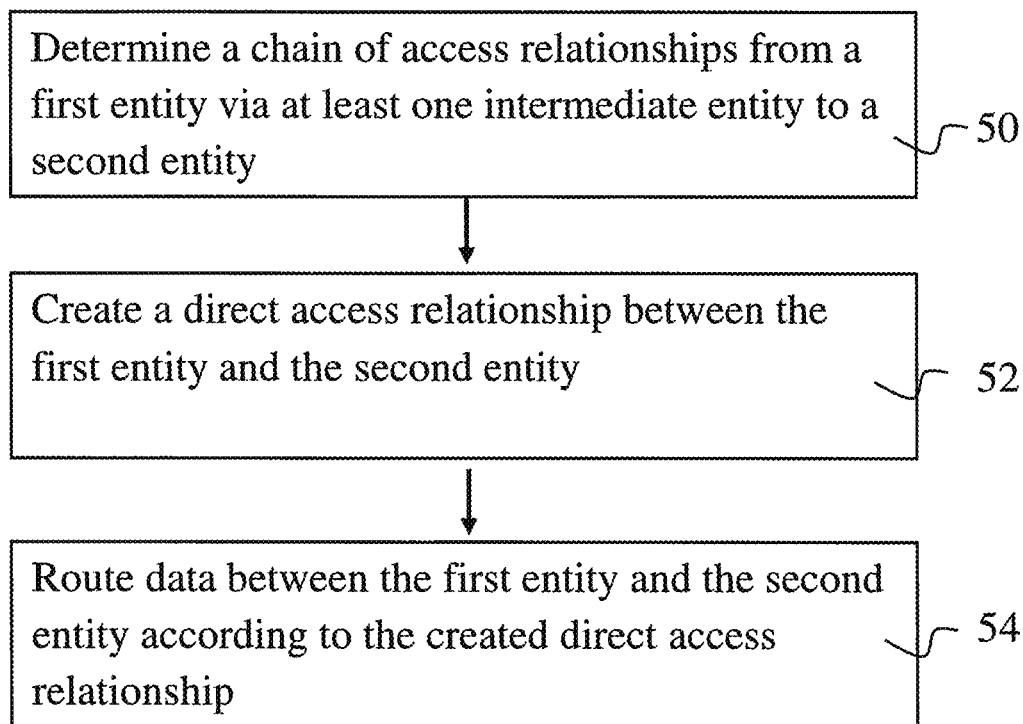 Determine a chain of access relationships from a
first entity via at least one intermediate entity to a
second entity
50
Create a direct access relationship between the
first entity and the second entity
52
Route data between the first entity and the second
entity according to the created direct access
relationship
54